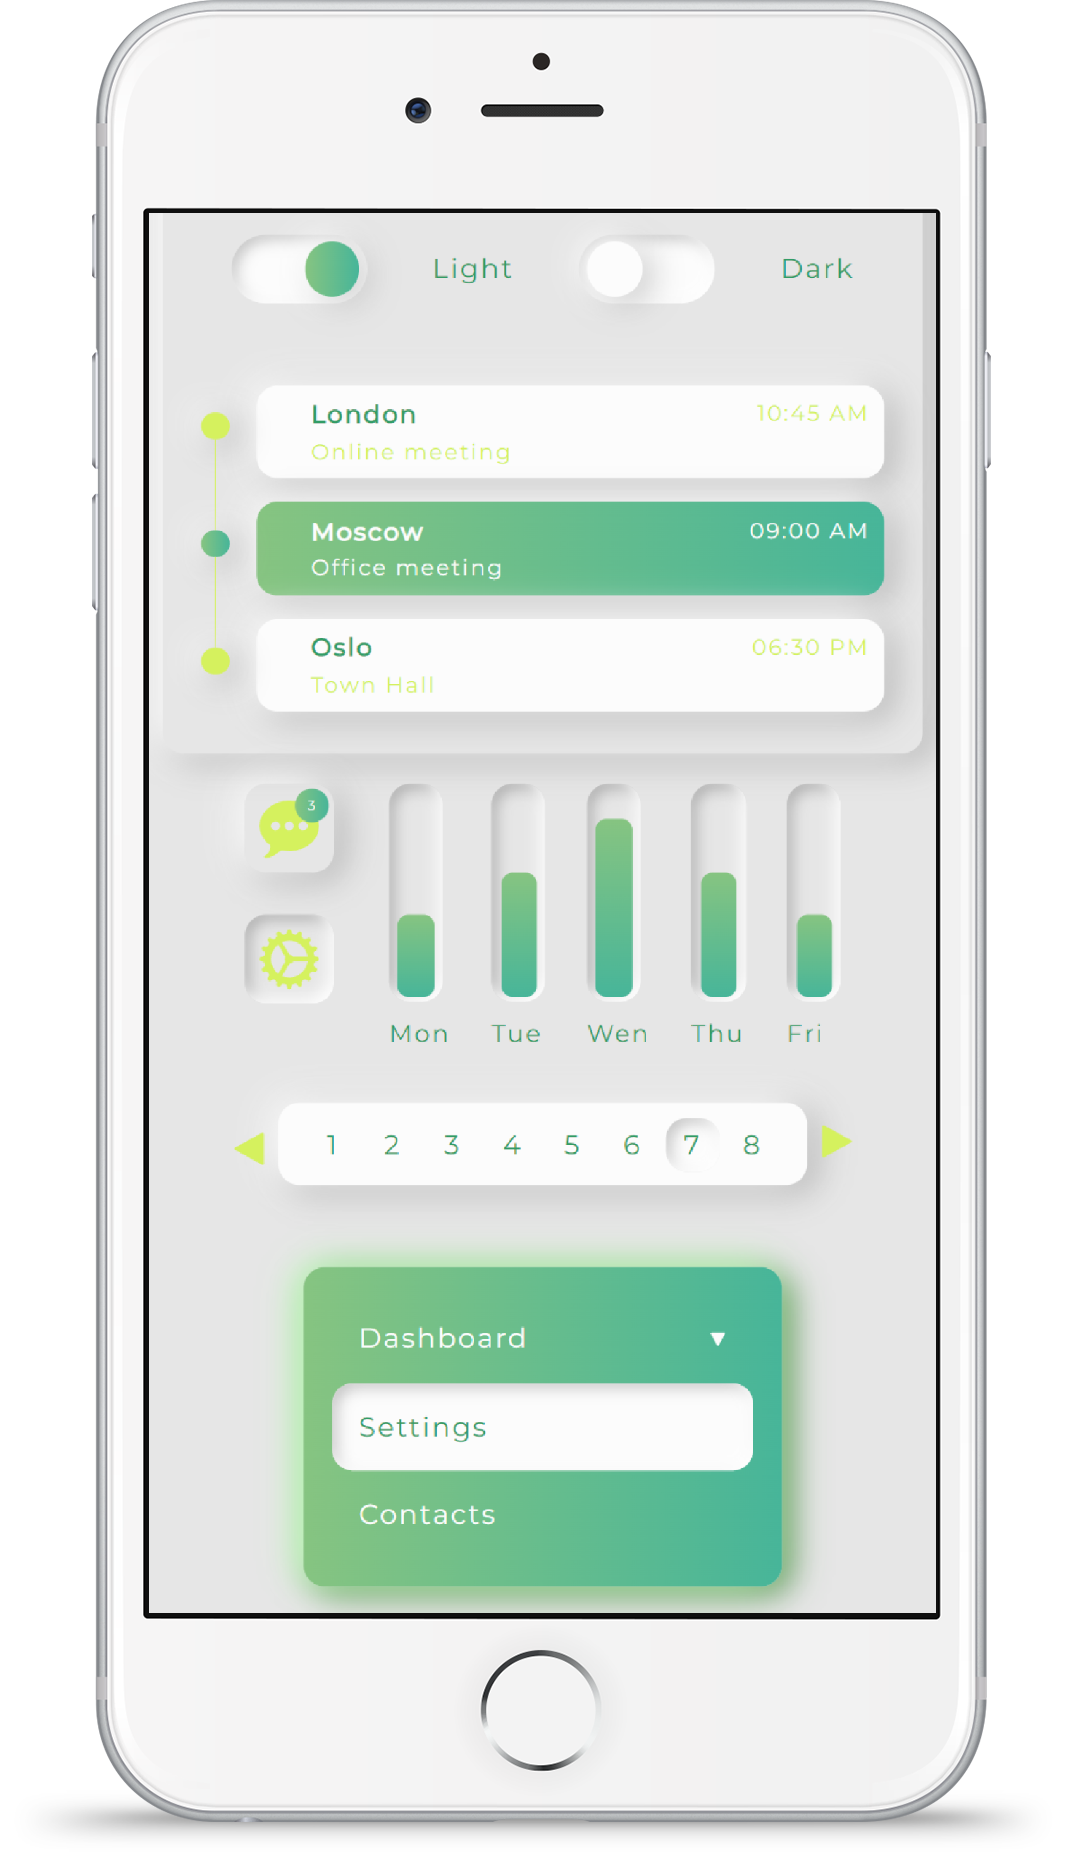 Light Dark
London 10:45 AM
Online meeting
Moscow 09:00 AM
Office meeting
Oslo 06:30 PM
Town Hall
3
Mon Tue Wen Thu Fri
1 2 3 4 5 6 7 8
Dashboard
Settings
Contacts